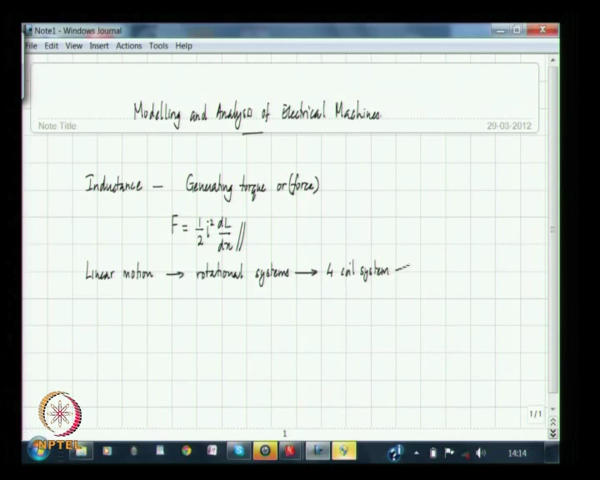 Note1 - Windows Journal
File Edit View Insert Actions Tools Help
Modelling and Analysis of Electrical Machines
Note Title
29-03-2012
Inductance — Generating torque or (force)
F = 1/2 i² dL/dx //
Linear motion → rotational systems → 4 coil system —
1/1
1
NPTEL
14:14